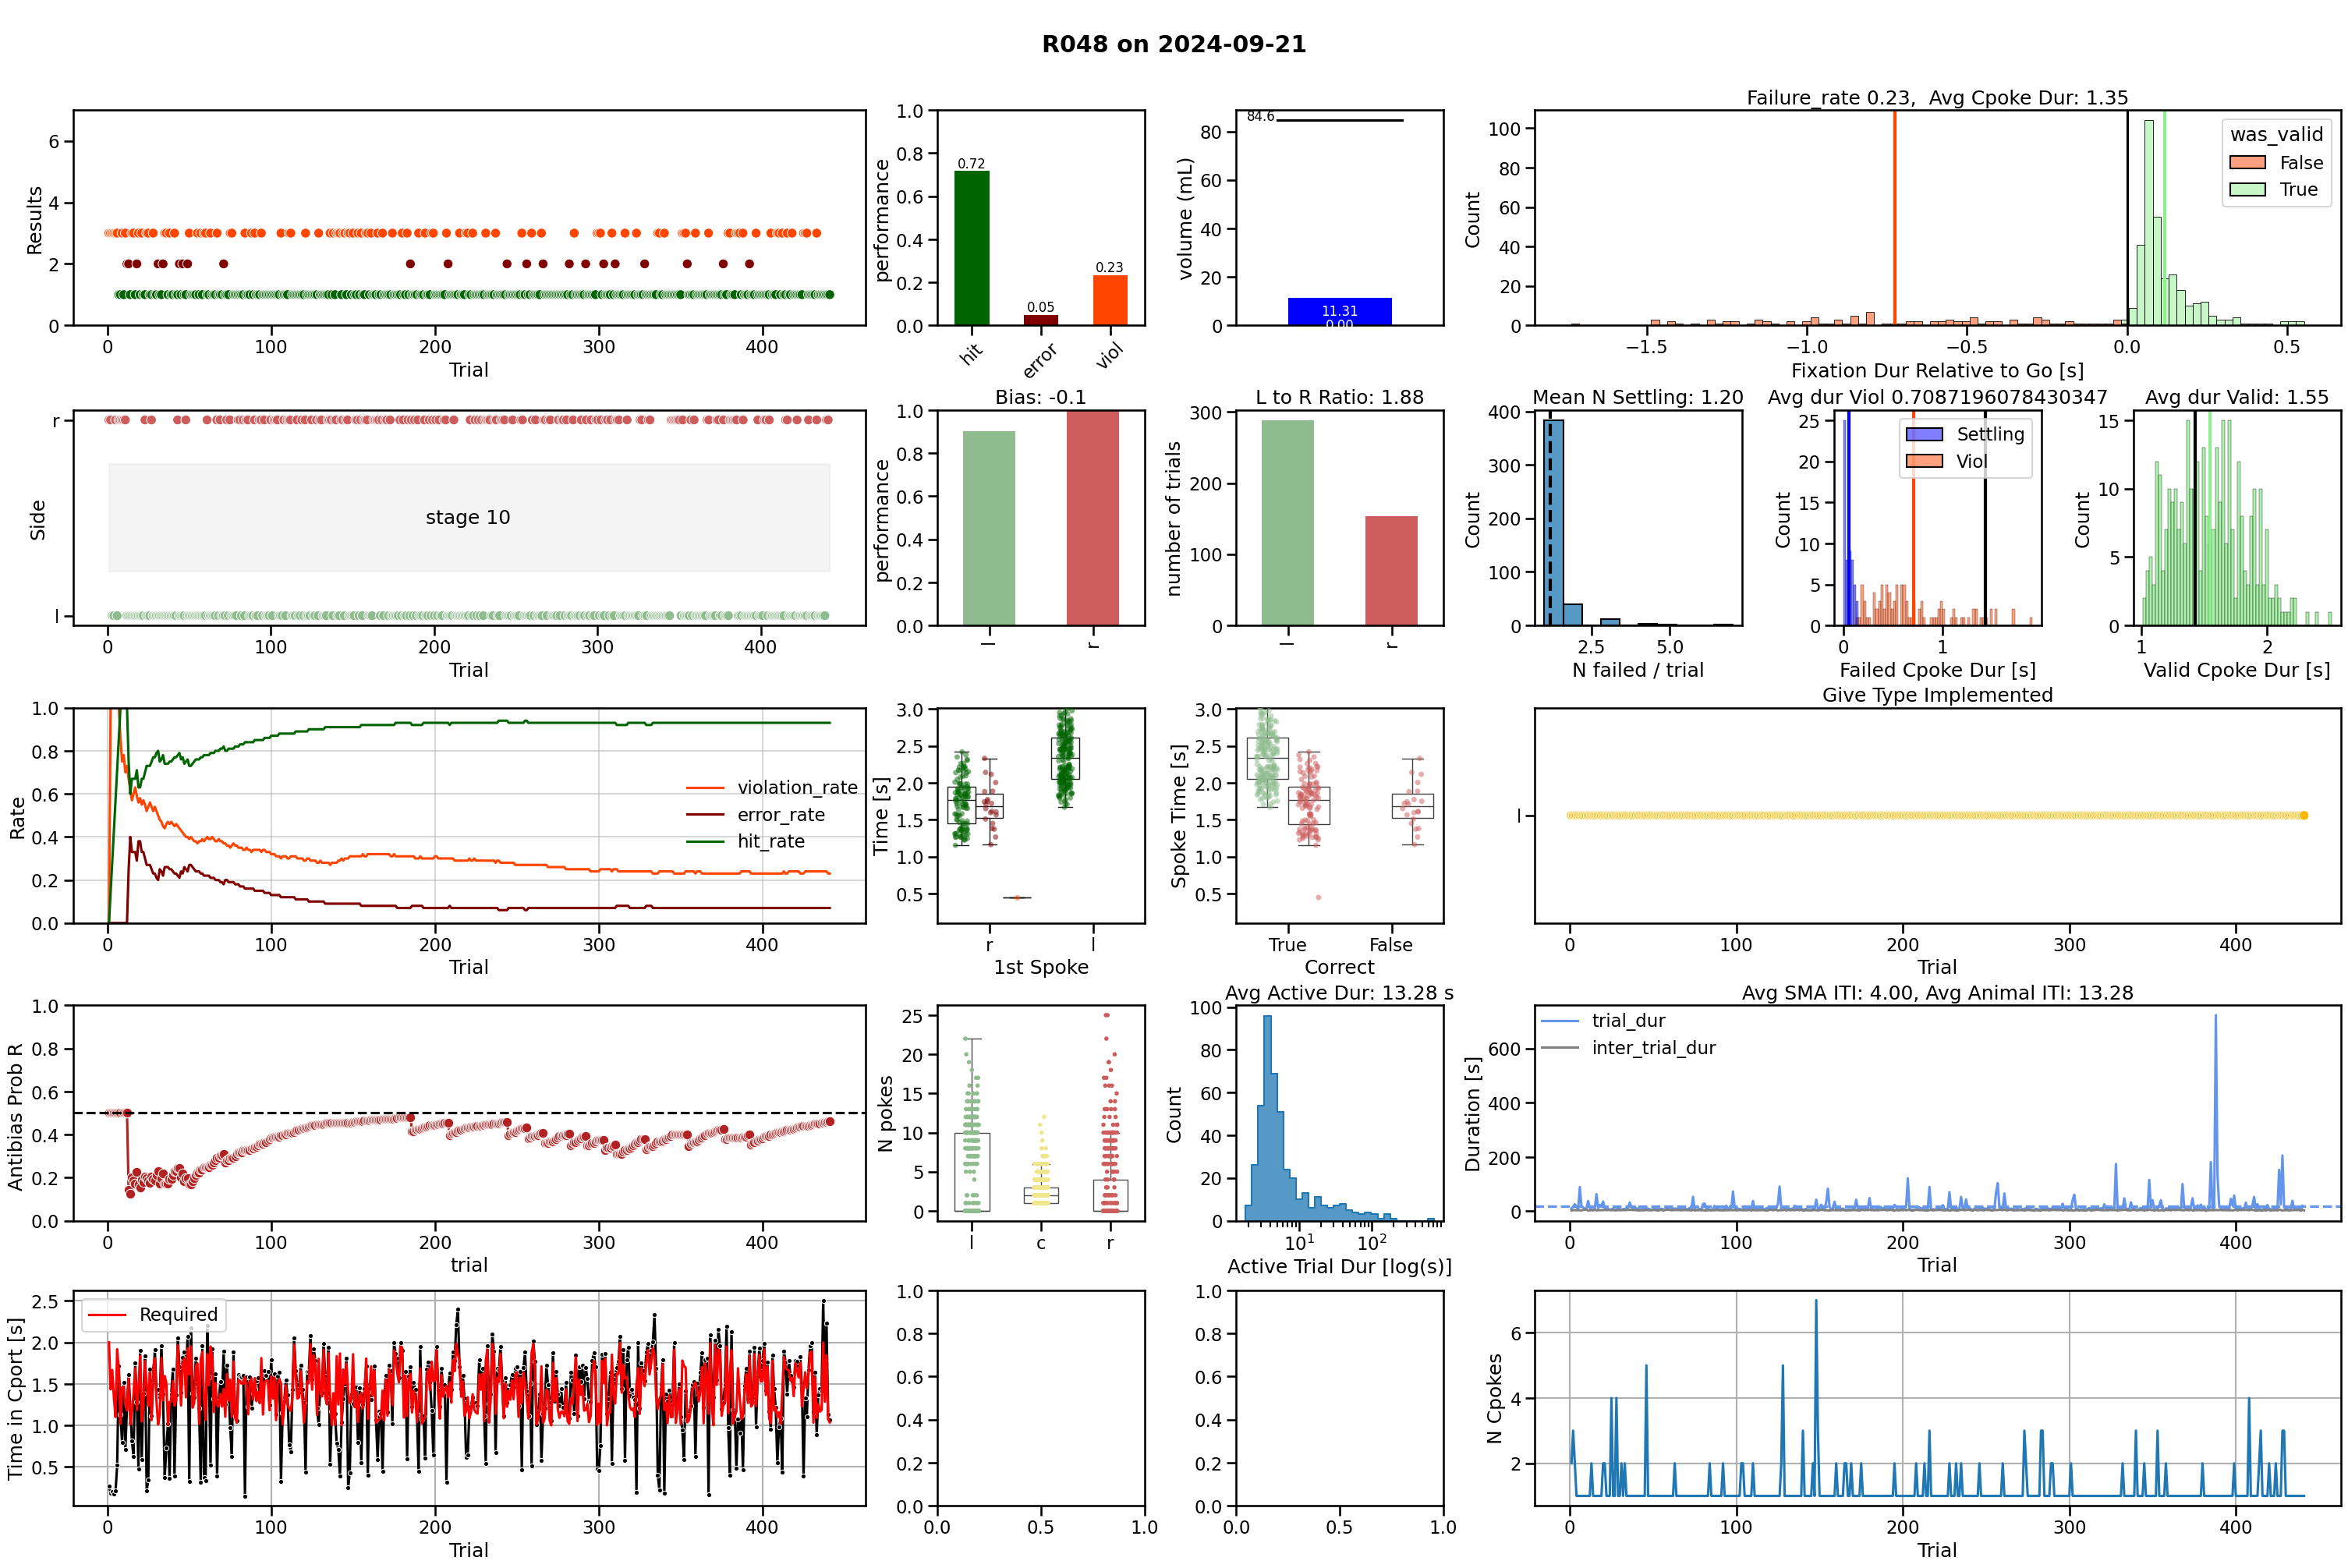 R048 on 2024-09-21
6
4
2
0
Results
0 100 200 300 400
Trial
1.0
0.8
0.6
0.4
0.2
0.0
performance
0.72
0.05
0.23
hit
error
viol
80
60
40
20
0
volume (mL)
84.6
11.31
0.00
Failure_rate 0.23,  Avg Cpoke Dur: 1.35
100
80
60
40
20
0
Count
was_valid
False
True
−1.5 −1.0 −0.5 0.0 0.5
Fixation Dur Relative to Go [s]
r
l
Side
stage 10
0 100 200 300 400
Trial
Bias: -0.1
1.0
0.8
0.6
0.4
0.2
0.0
performance
l r
L to R Ratio: 1.88
300
200
100
0
number of trials
l r
Mean N Settling: 1.20
400
300
200
100
0
Count
2.5 5.0
N failed / trial
Avg dur Viol 0.7087196078430347
25
20
15
10
5
0
Count
Settling
Viol
0 1
Failed Cpoke Dur [s]
Avg dur Valid: 1.55
15
10
5
0
Count
1 2
Valid Cpoke Dur [s]
1.0
0.8
0.6
0.4
0.2
0.0
Rate
violation_rate
error_rate
hit_rate
0 100 200 300 400
Trial
3.0
2.5
2.0
1.5
1.0
0.5
Time [s]
r l
1st Spoke
3.0
2.5
2.0
1.5
1.0
0.5
Spoke Time [s]
True False
Correct
Give Type Implemented
l
0 100 200 300 400
Trial
1.0
0.8
0.6
0.4
0.2
0.0
Antibias Prob R
0 100 200 300 400
trial
25
20
15
10
5
0
N pokes
l c r
Avg Active Dur: 13.28 s
100
80
60
40
20
0
Count
10¹ 10²
Active Trial Dur [log(s)]
Avg SMA ITI: 4.00, Avg Animal ITI: 13.28
600
400
200
0
Duration [s]
trial_dur
inter_trial_dur
0 100 200 300 400
Trial
2.5
2.0
1.5
1.0
0.5
Time in Cport [s]
Required
0 100 200 300 400
Trial
1.0
0.8
0.6
0.4
0.2
0.0
0.0 0.5 1.0
1.0
0.8
0.6
0.4
0.2
0.0
0.0 0.5 1.0
6
4
2
N Cpokes
0 100 200 300 400
Trial